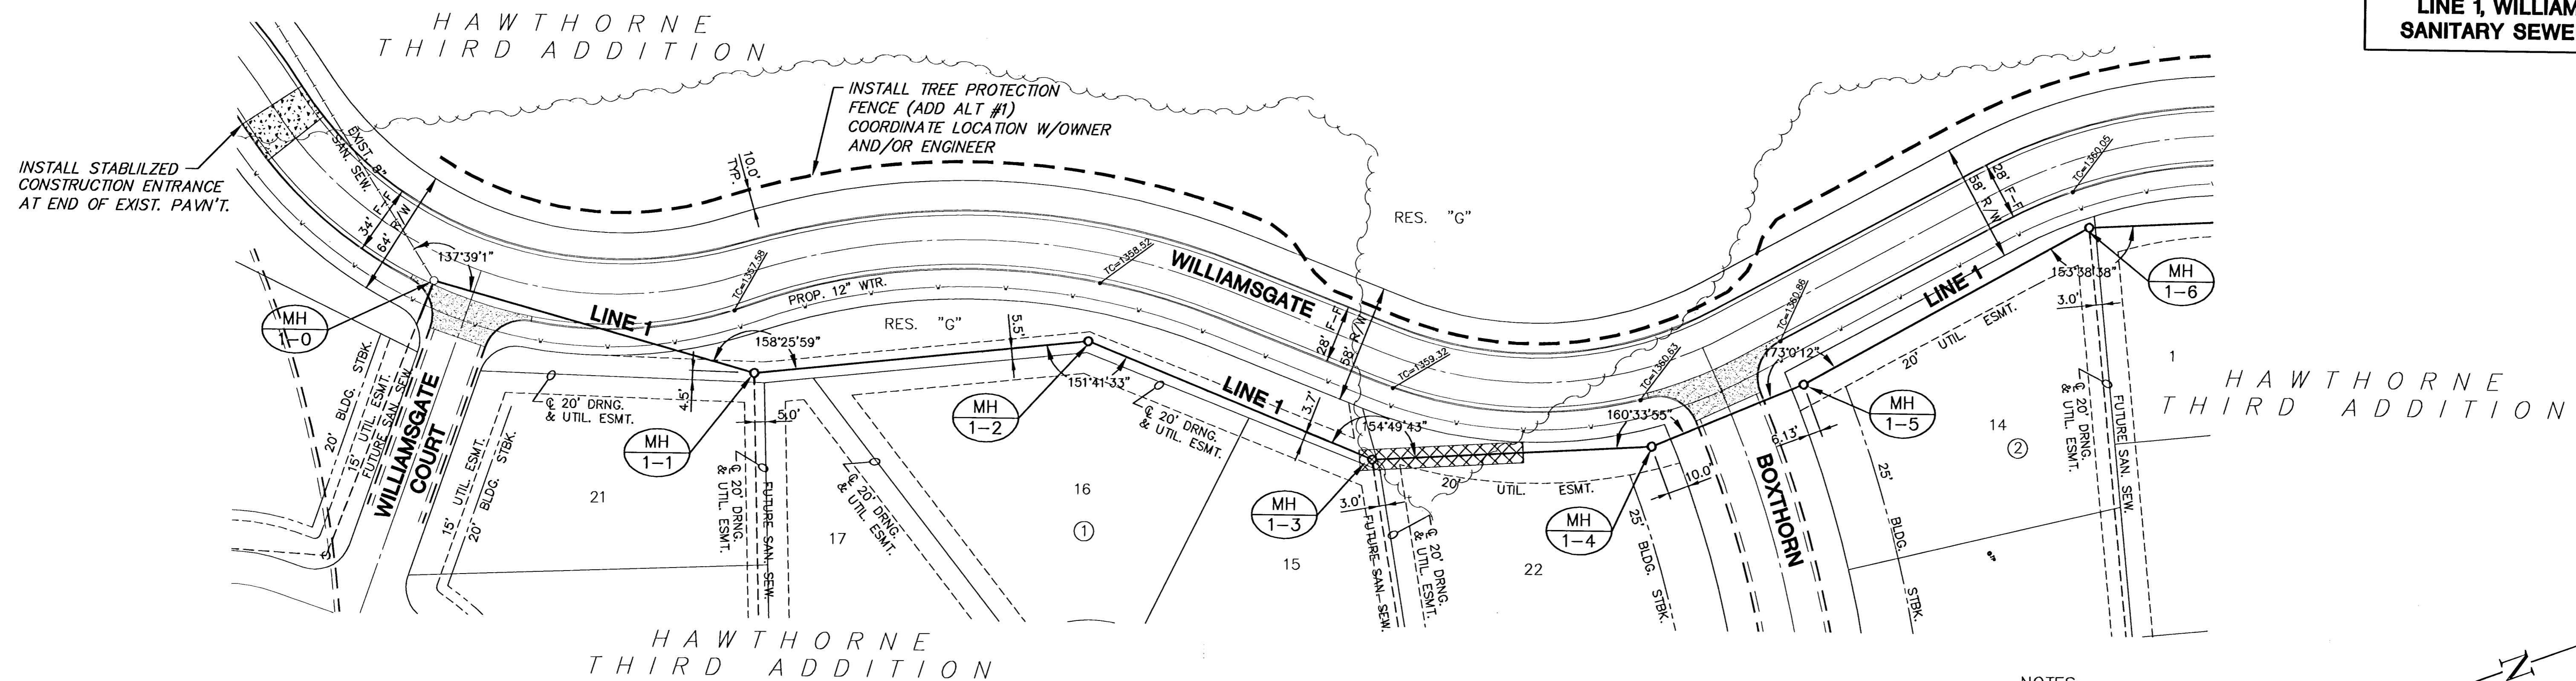 HAWTHORNE
THIRD ADDITION
LINE 1, WILLIAM
SANITARY SEWE
INSTALL TREE PROTECTION
FENCE (ADD ALT #1)
COORDINATE LOCATION W/OWNER
AND/OR ENGINEER
INSTALL STABLILZED
CONSTRUCTION ENTRANCE
AT END OF EXIST. PAVN'T.
EXIST. 8"
SAN. SEW.
34' F-F
64' R/W
137°39'1"
10.0'
TYP.
TC=1357.58
PROP. 12" WTR.
TC=1358.52
WILLIAMSGATE
RES. "G"
28' F-F
58' R/W
TC=1360.05
MH
1-0
LINE 1
158°25'59"
RES. "G"
5.5'
4.5'
28' F-F
58' R/W
TC=1359.32
TC=1360.63
TC=1360.86
173°0'12"
LINE 1
153°38'38"
3.0'
MH
1-6
20' UTIL. ESMT.
20' BLDG. STBK.
15' UTIL. ESMT.
FUTURE SAN. SEW.
WILLIAMSGATE
COURT
15' UTIL. ESMT.
20' BLDG. STBK.
℄ 20' DRNG.
& UTIL. ESMT.
5.0'
MH
1-1
℄ 20' DRNG.
& UTIL. ESMT.
FUTURE SAN. SEW.
21
17
℄ 20' DRNG.
& UTIL. ESMT.
MH
1-2
151°41'33"
℄ 20' DRNG.
& UTIL. ESMT.
LINE 1
3.7'
154°49'43"
16
1
15
MH
1-3
3.0'
FUTURE SAN. SEW.
℄ 20' DRNG.
& UTIL. ESMT.
20' UTIL. ESMT.
160°33'55"
10.0'
MH
1-4
22
25' BLDG. STBK.
BOXTHORN
6.13'
MH
1-5
25' BLDG. STBK.
14
2
℄ 20' DRNG.
& UTIL. ESMT.
FUTURE SAN. SEW.
1
HAWTHORNE
THIRD ADDITION
HAWTHORNE
THIRD ADDITION
NOTES
N